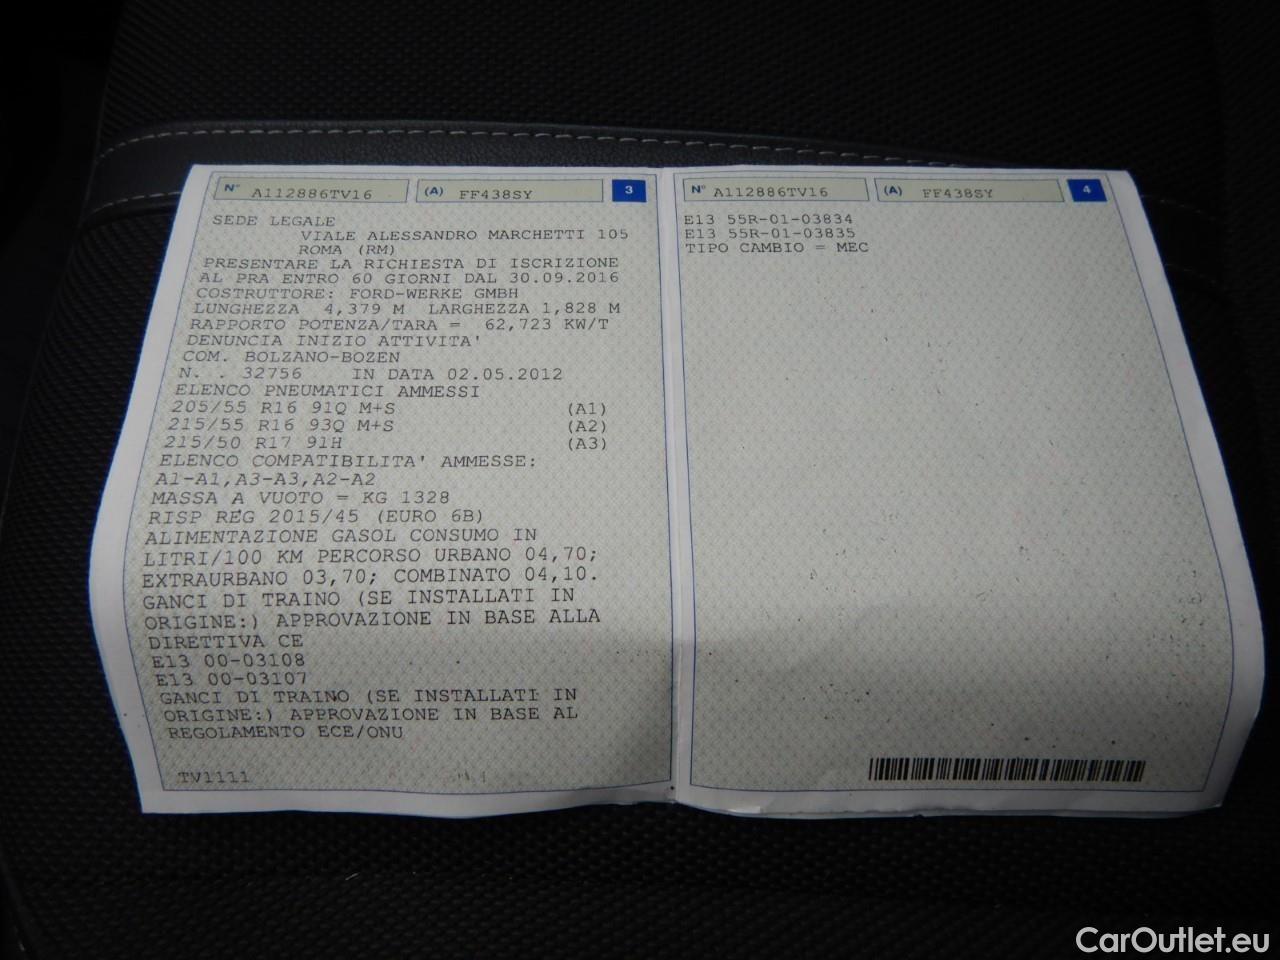 N° A112886TV16 (A) FF438SY 3
SEDE LEGALE
VIALE ALESSANDRO MARCHETTI 105
ROMA (RM)
PRESENTARE LA RICHIESTA DI ISCRIZIONE
AL PRA ENTRO 60 GIORNI DAL 30.09.2016
COSTRUTTORE: FORD-WERKE GMBH
LUNGHEZZA 4,379 M LARGHEZZA 1,828 M
RAPPORTO POTENZA/TARA = 62,723 KW/T
DENUNCIA INIZIO ATTIVITA'
COM. BOLZANO-BOZEN
N. . 32756 IN DATA 02.05.2012
ELENCO PNEUMATICI AMMESSI
205/55 R16 91Q M+S (A1)
215/55 R16 93Q M+S (A2)
215/50 R17 91H (A3)
ELENCO COMPATIBILITA' AMMESSE:
A1-A1,A3-A3,A2-A2
MASSA A VUOTO = KG 1328
RISP REG 2015/45 (EURO 6B)
ALIMENTAZIONE GASOL CONSUMO IN
LITRI/100 KM PERCORSO URBANO 04,70;
EXTRAURBANO 03,70; COMBINATO 04,10.
GANCI DI TRAINO (SE INSTALLATI IN
ORIGINE:) APPROVAZIONE IN BASE ALLA
DIRETTIVA CE
E13 00-03108
E13 00-03107
GANCI DI TRAINO (SE INSTALLATI IN
ORIGINE:) APPROVAZIONE IN BASE AL
REGOLAMENTO ECE/ONU
TV1111
N° A112886TV16 (A) FF438SY 4
E13 55R-01-03834
E13 55R-01-03835
TIPO CAMBIO = MEC
CarOutlet.eu